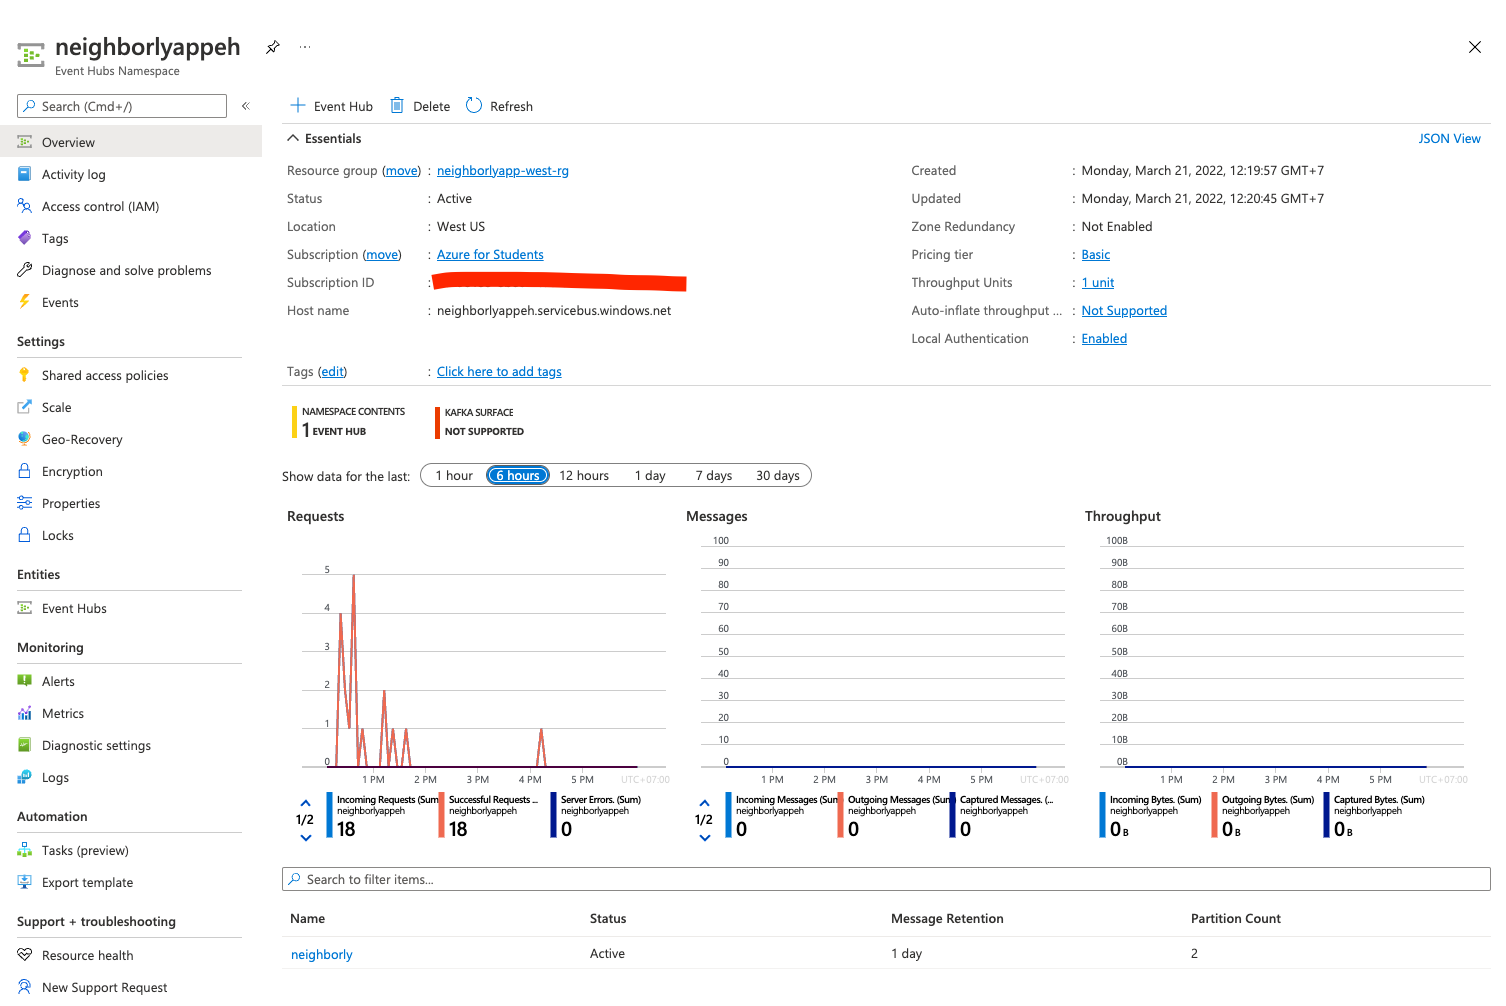 neighborlyappeh
Event Hubs Namespace
Search (Cmd+/)
«
Event Hub
Delete
Refresh
Overview
Activity log
Access control (IAM)
Tags
Diagnose and solve problems
Events
Settings
Shared access policies
Scale
Geo-Recovery
Encryption
Properties
Locks
Entities
Event Hubs
Monitoring
Alerts
Metrics
Diagnostic settings
Logs
Automation
Tasks (preview)
Export template
Support + troubleshooting
Resource health
New Support Request
Essentials
JSON View
Resource group (move) : neighborlyapp-west-rg
Status : Active
Location : West US
Subscription (move) : Azure for Students
Subscription ID :
Host name : neighborlyappeh.servicebus.windows.net
Created : Monday, March 21, 2022, 12:19:57 GMT+7
Updated : Monday, March 21, 2022, 12:20:45 GMT+7
Zone Redundancy : Not Enabled
Pricing tier : Basic
Throughput Units : 1 unit
Auto-inflate throughput ... : Not Supported
Local Authentication : Enabled
Tags (edit) : Click here to add tags
NAMESPACE CONTENTS
1 EVENT HUB
KAFKA SURFACE
NOT SUPPORTED
Show data for the last: 1 hour 6 hours 12 hours 1 day 7 days 30 days
Requests
5
4
3
2
1
0
1 PM 2 PM 3 PM 4 PM 5 PM UTC+07:00
1/2
Incoming Requests (Sum)
neighborlyappeh
18
Successful Requests ...
neighborlyappeh
18
Server Errors. (Sum)
neighborlyappeh
0
Messages
100
90
80
70
60
50
40
30
20
10
0
1 PM 2 PM 3 PM 4 PM 5 PM UTC+07:00
1/2
Incoming Messages (Sum
neighborlyappeh
0
Outgoing Messages (Sum
neighborlyappeh
0
Captured Messages. (...
neighborlyappeh
0
Throughput
100B
90B
80B
70B
60B
50B
40B
30B
20B
10B
0B
1 PM 2 PM 3 PM 4 PM 5 PM UTC+07:00
Incoming Bytes. (Sum)
neighborlyappeh
0 B
Outgoing Bytes. (Sum)
neighborlyappeh
0 B
Captured Bytes. (Sum)
neighborlyappeh
0 B
Search to filter items...
Name Status Message Retention Partition Count
neighborly Active 1 day 2